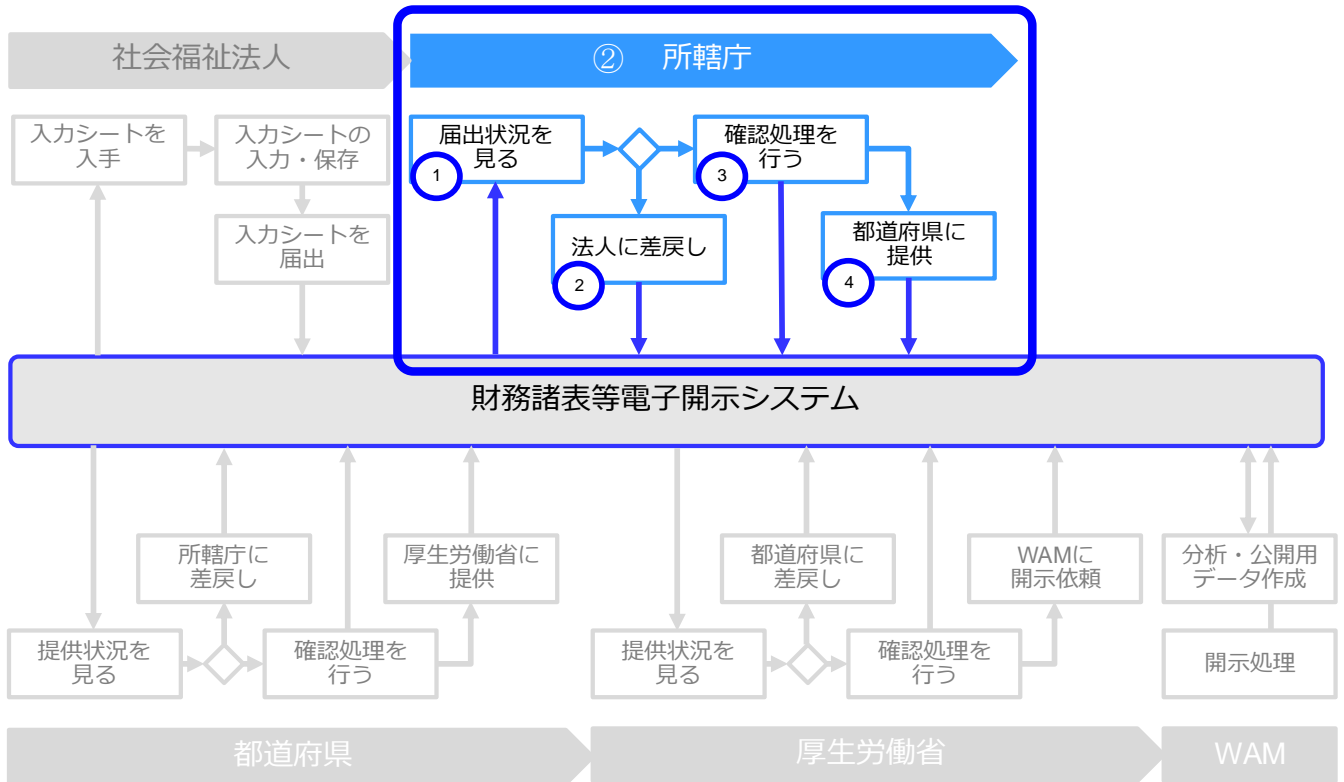 社会福祉法人
② 所轄庁
入力シートを
入手
入力シートの
入力・保存
入力シートを
届出
届出状況を
見る
1
確認処理を
行う
3
法人に差戻し
2
都道府県に
提供
4
財務諸表等電子開示システム
所轄庁に
差戻し
厚生労働省に
提供
提供状況を
見る
確認処理を
行う
都道府県に
差戻し
WAMに
開示依頼
提供状況を
見る
確認処理を
行う
分析・公開用
データ作成
開示処理
都道府県
厚生労働省
WAM